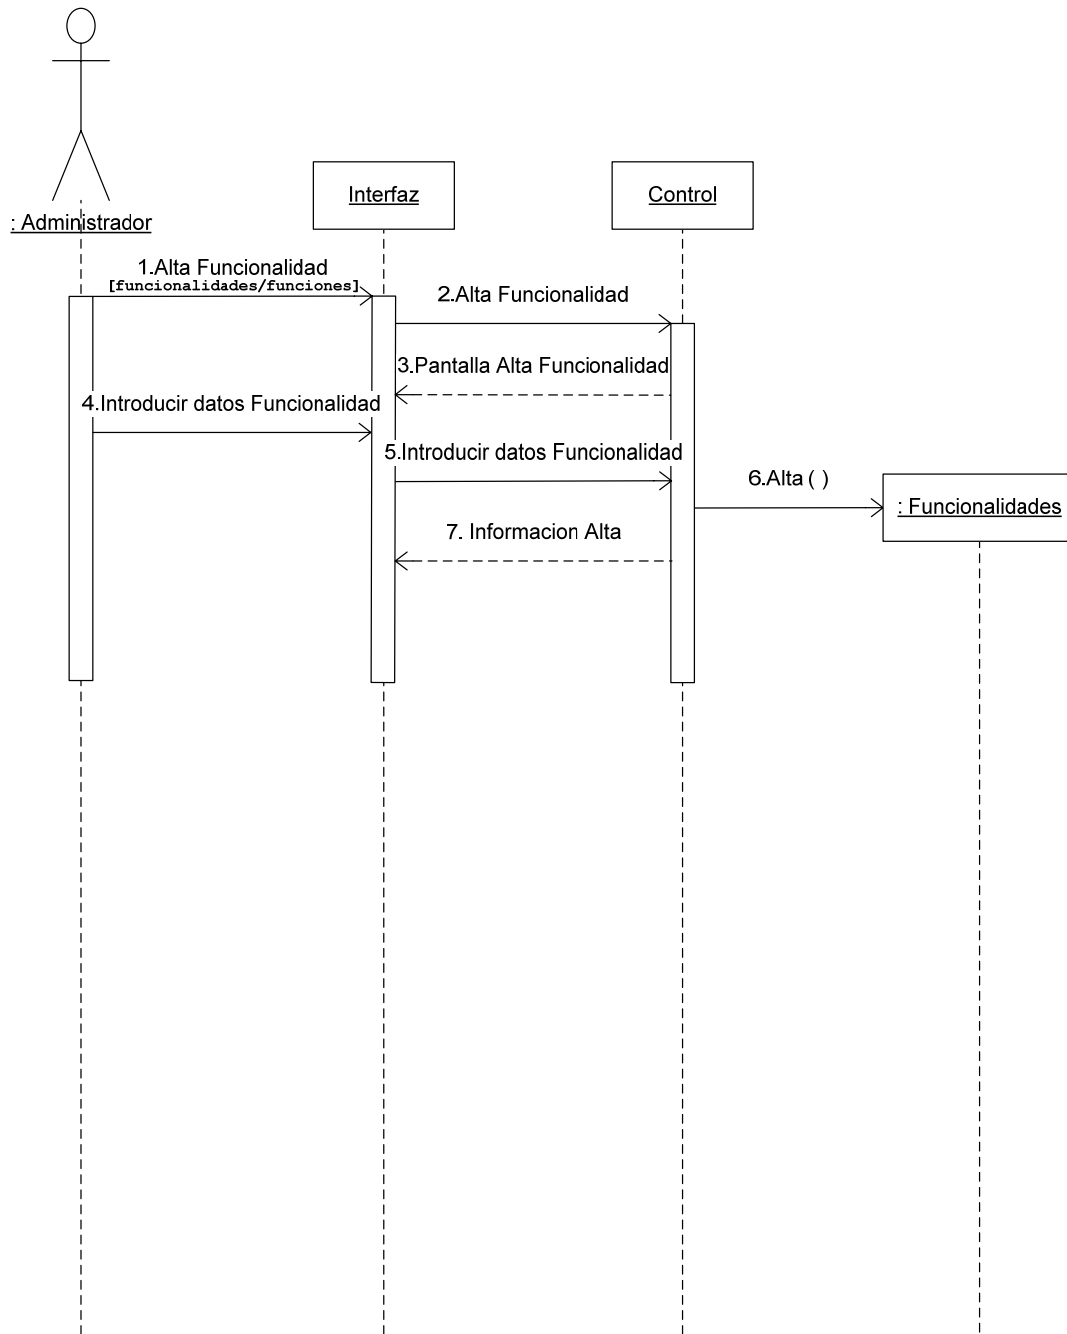 : Administrador
Interfaz
Control
1.Alta Funcionalidad
[funcionalidades/funciones]
2.Alta Funcionalidad
3.Pantalla Alta Funcionalidad
4.Introducir datos Funcionalidad
5.Introducir datos Funcionalidad
6.Alta ( )
: Funcionalidades
7. Informacion Alta